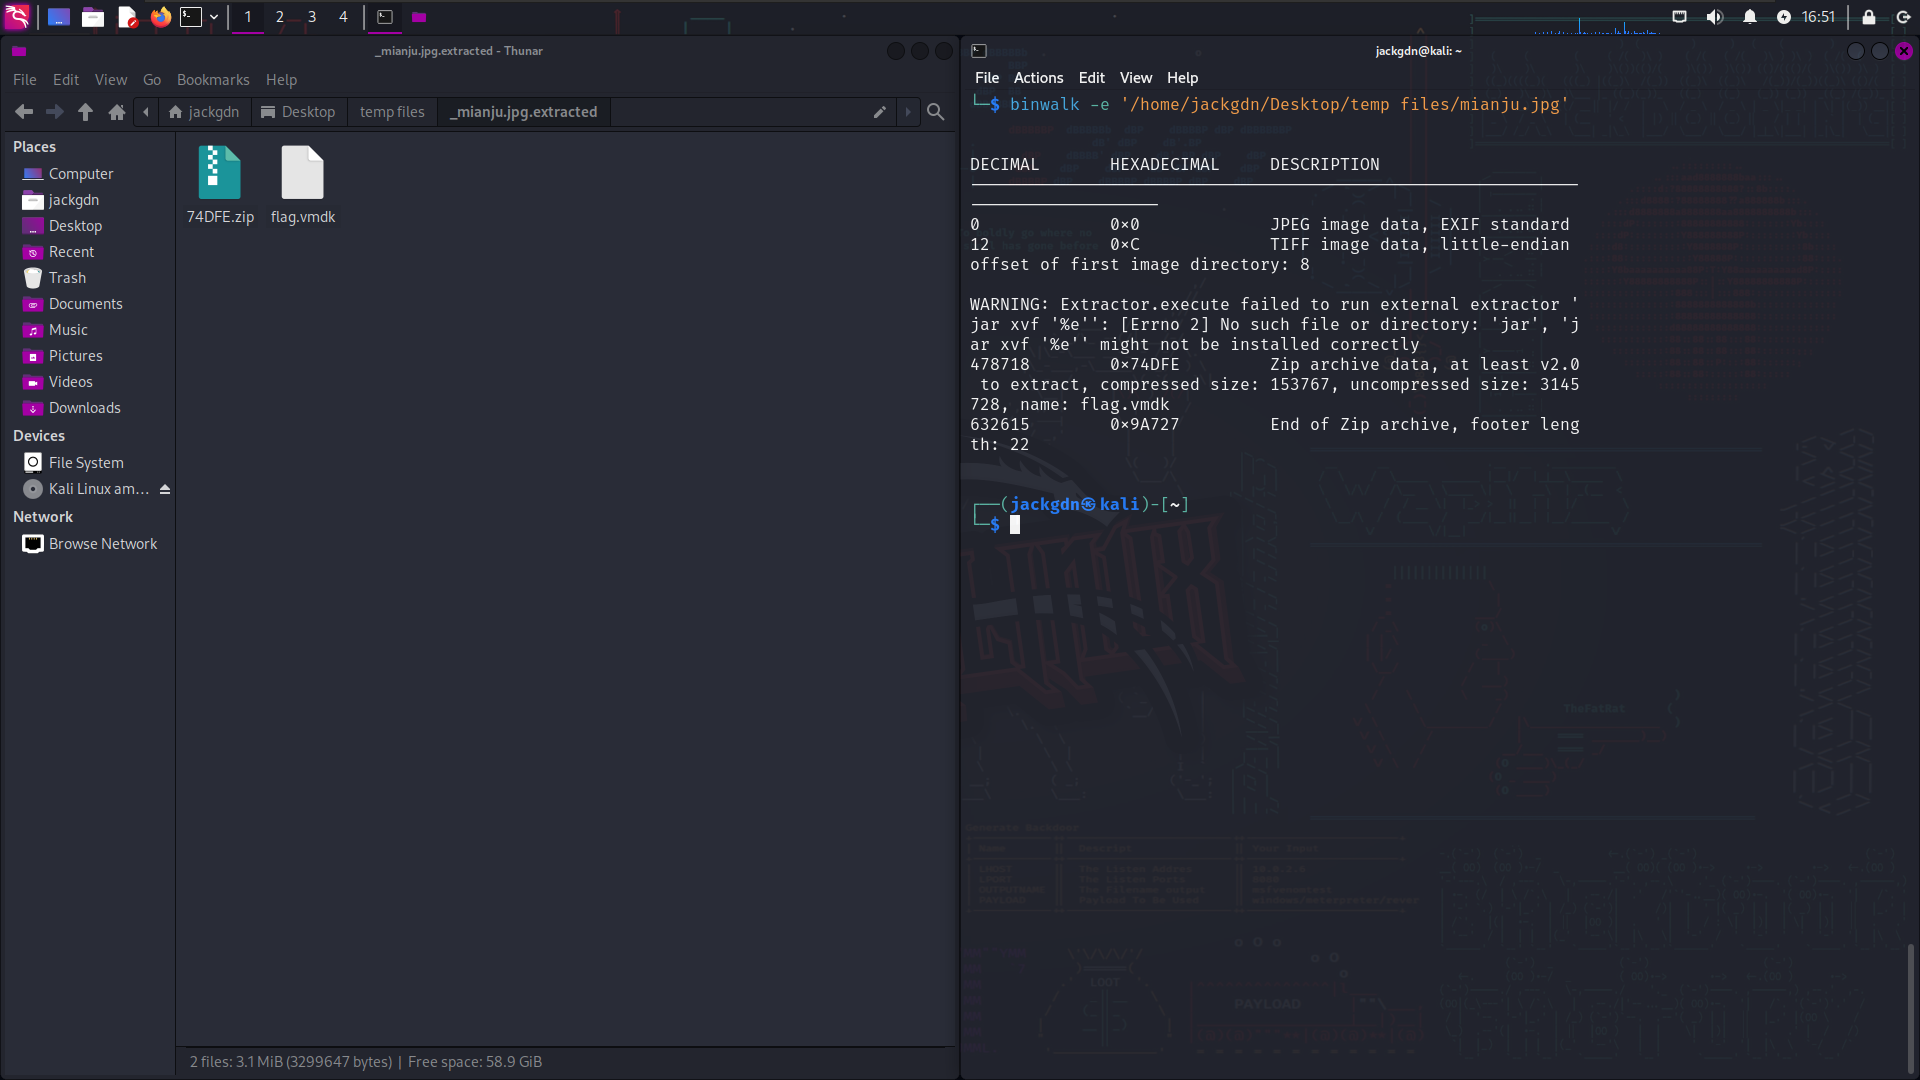 1 2 3 4
16:51
_mianju.jpg.extracted - Thunar
File Edit View Go Bookmarks Help
jackgdn Desktop temp files _mianju.jpg.extracted
Places
Computer
jackgdn
Desktop
Recent
Trash
Documents
Music
Pictures
Videos
Downloads
Devices
File System
Kali Linux am...
Network
Browse Network
74DFE.zip flag.vmdk
2 files: 3.1 MiB (3299647 bytes) | Free space: 58.9 GiB
jackgdn@kali: ~
File Actions Edit View Help
└─$ binwalk -e '/home/jackgdn/Desktop/temp files/mianju.jpg'
DECIMAL HEXADECIMAL DESCRIPTION
0 0×0 JPEG image data, EXIF standard
12 0×C TIFF image data, little-endian
offset of first image directory: 8
WARNING: Extractor.execute failed to run external extractor '
jar xvf '%e'': [Errno 2] No such file or directory: 'jar', 'j
ar xvf '%e'' might not be installed correctly
478718 0×74DFE Zip archive data, at least v2.0
to extract, compressed size: 153767, uncompressed size: 3145
728, name: flag.vmdk
632615 0×9A727 End of Zip archive, footer leng
th: 22
┌──(jackgdn㉿kali)-[~]
└─$
TheFatRat
LOOT
PAYLOAD